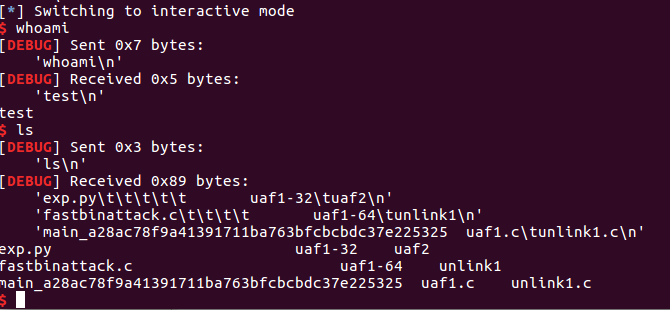 [*] Switching to interactive mode
$ whoami
[DEBUG] Sent 0x7 bytes:
    'whoami\n'
[DEBUG] Received 0x5 bytes:
    'test\n'
test
$ ls
[DEBUG] Sent 0x3 bytes:
    'ls\n'
[DEBUG] Received 0x89 bytes:
    'exp.py\t\t\t\t\t       uaf1-32\tuaf2\n'
    'fastbinattack.c\t\t\t\t       uaf1-64\tunlink1\n'
    'main_a28ac78f9a41391711ba763bfcbcbdc37e225325  uaf1.c\tunlink1.c\n'
exp.py                              uaf1-32    uaf2
fastbinattack.c                          uaf1-64    unlink1
main_a28ac78f9a41391711ba763bfcbcbdc37e225325  uaf1.c    unlink1.c
$